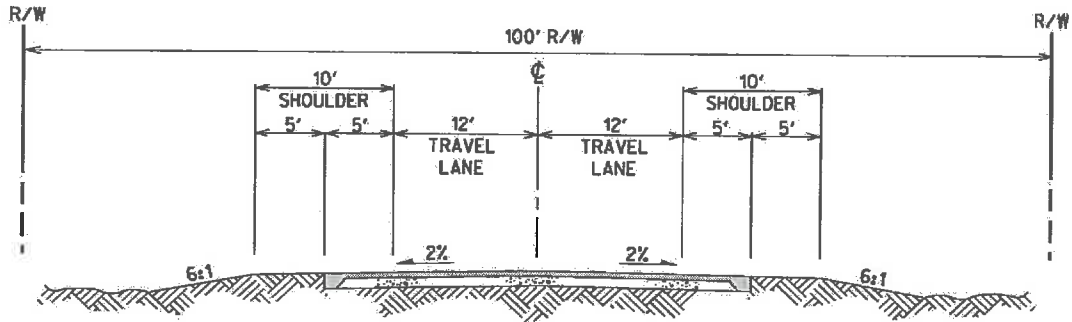 R/W
R/W
100' R/W
℄
10'
SHOULDER
10'
SHOULDER
5'
5'
12'
TRAVEL
LANE
12'
TRAVEL
LANE
5'
5'
6:1
2%
2%
6:1